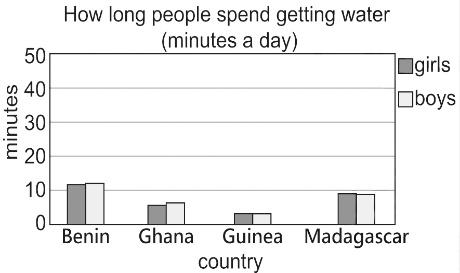 How long people spend getting water
(minutes a day)
50
40
30
20
10
0
minutes
girls
boys
Benin Ghana Guinea Madagascar
country